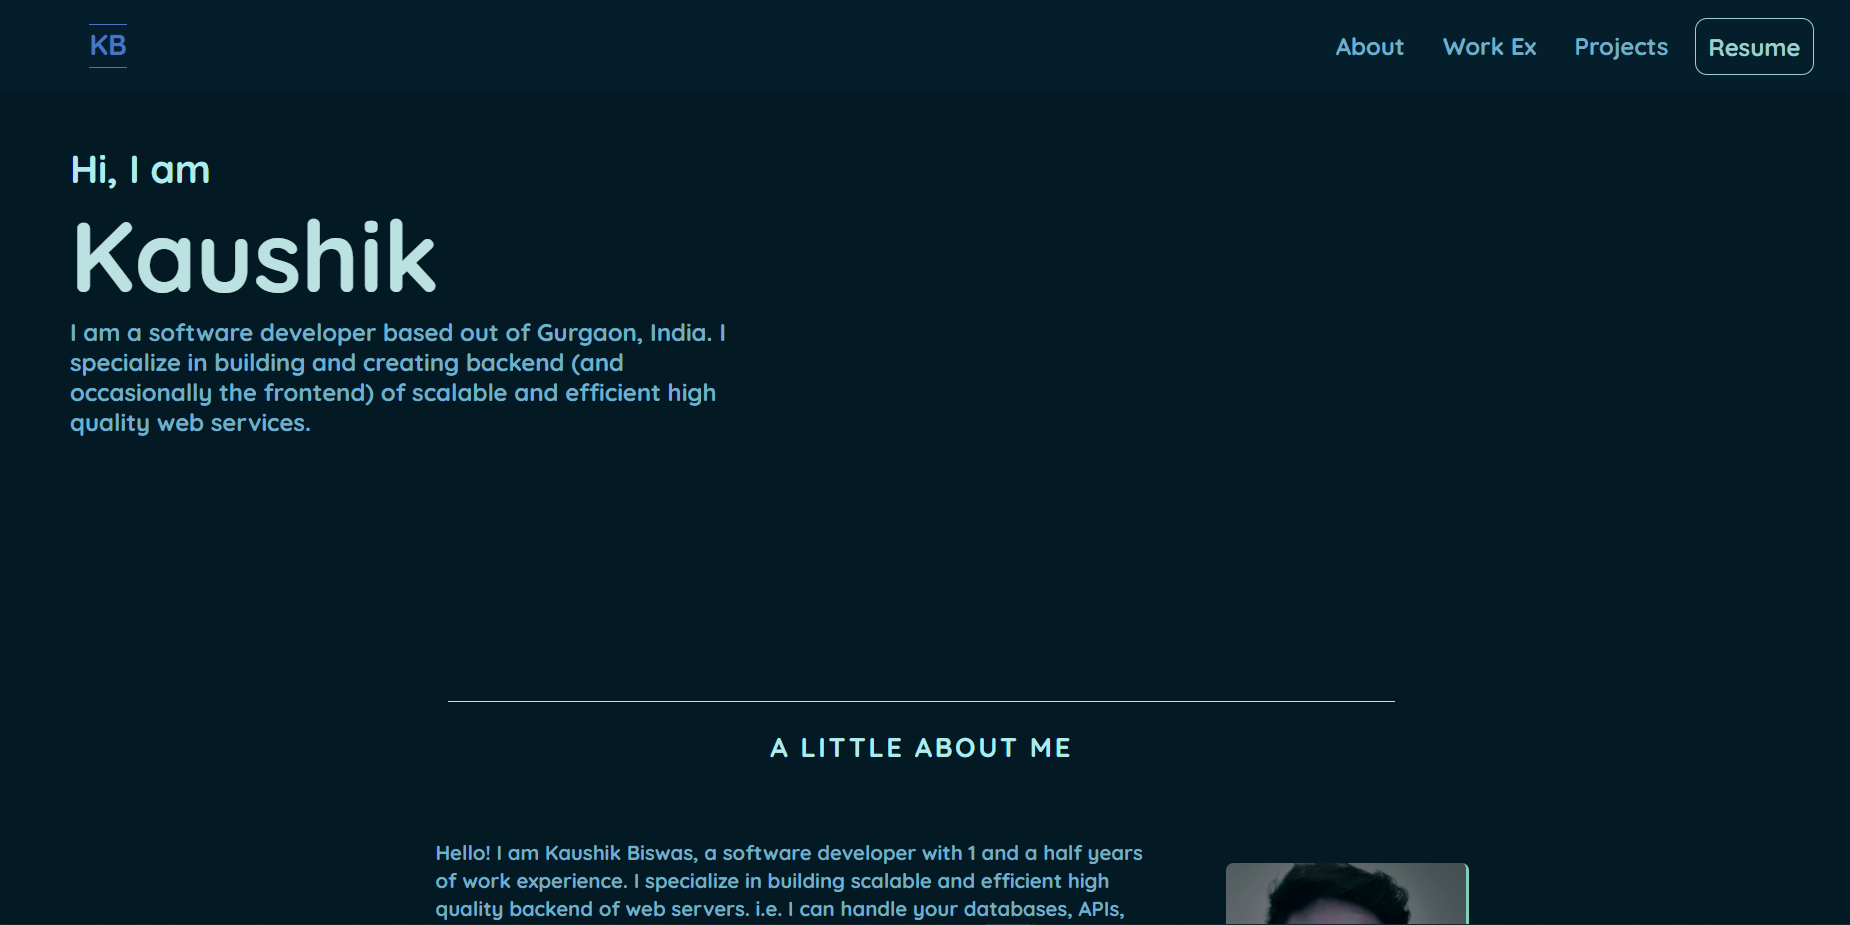 KB
About Work Ex Projects Resume
Hi, I am
Kaushik
I am a software developer based out of Gurgaon, India. I
specialize in building and creating backend (and
occasionally the frontend) of scalable and efficient high
quality web services.
A LITTLE ABOUT ME
Hello! I am Kaushik Biswas, a software developer with 1 and a half years
of work experience. I specialize in building scalable and efficient high
quality backend of web servers. i.e. I can handle your databases, APIs,